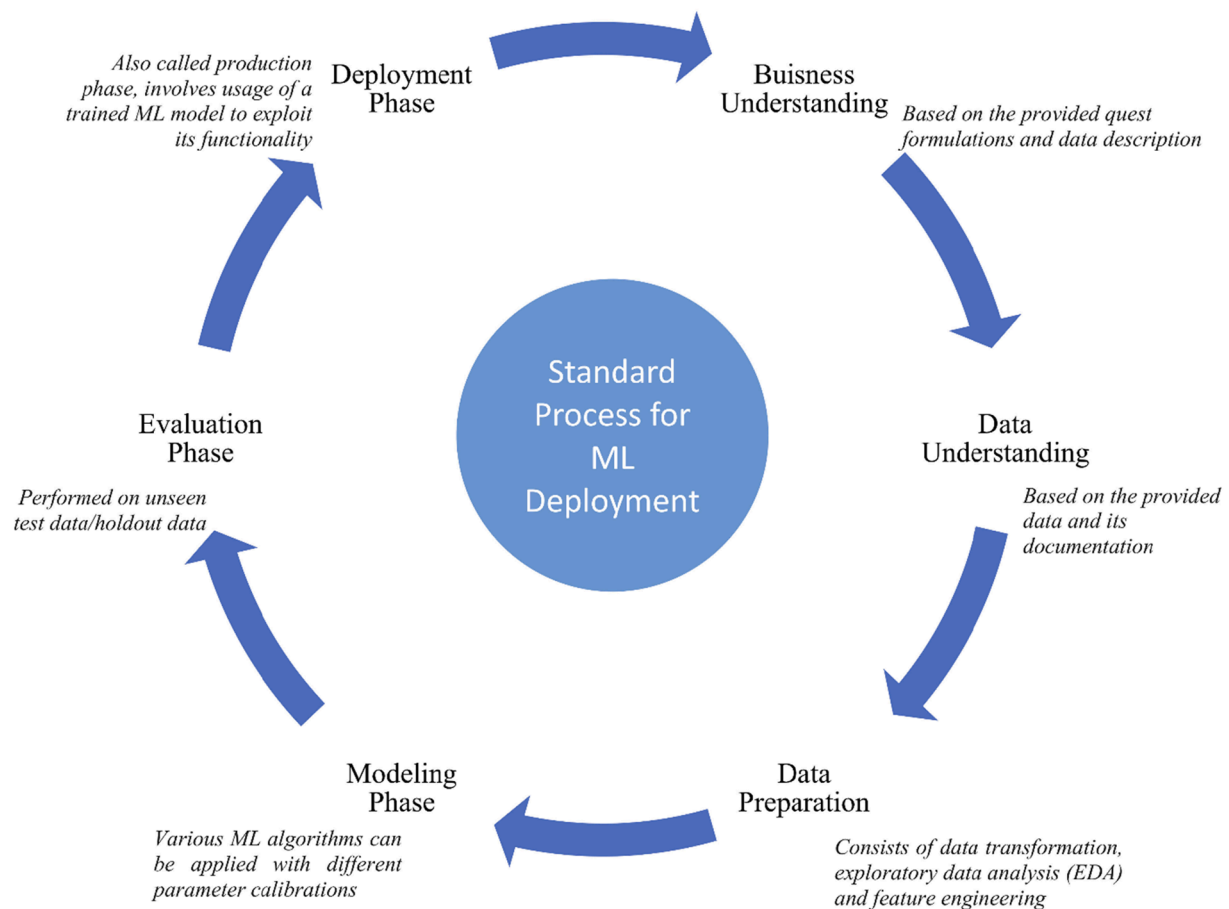 Also called production
phase, involves usage of a
trained ML model to exploit
its functionality
Deployment
Phase
Buisness
Understanding
Based on the provided quest
formulations and data description
Data
Understanding
Based on the provided
data and its
documentation
Data
Preparation
Consists of data transformation,
exploratory data analysis (EDA)
and feature engineering
Modeling
Phase
Various ML algorithms can
be applied with different
parameter calibrations
Evaluation
Phase
Performed on unseen
test data/holdout data
Standard
Process for
ML
Deployment